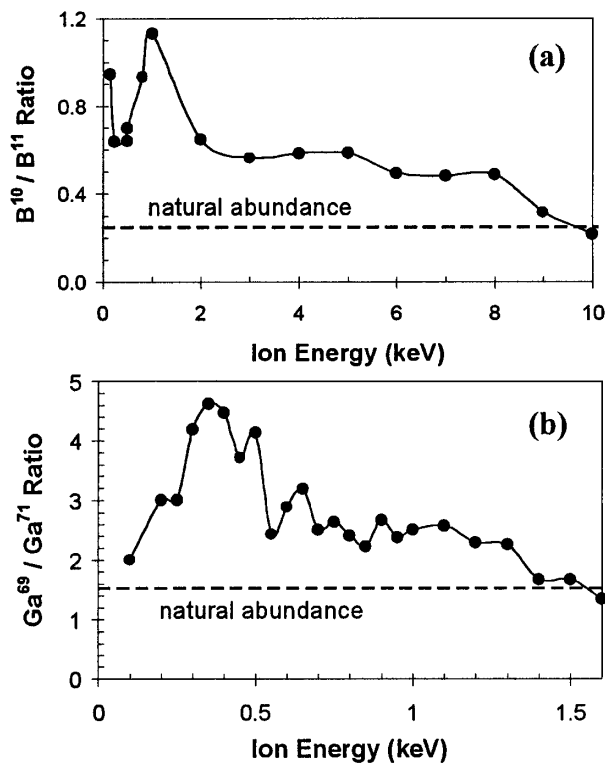 (a)
B¹⁰ / B¹¹ Ratio
1.2
0.8
0.4
0.0
natural abundance
0 2 4 6 8 10
Ion Energy (keV)
(b)
Ga⁶⁹ / Ga⁷¹ Ratio
5
4
3
2
1
0
natural abundance
0 0.5 1 1.5
Ion Energy (keV)